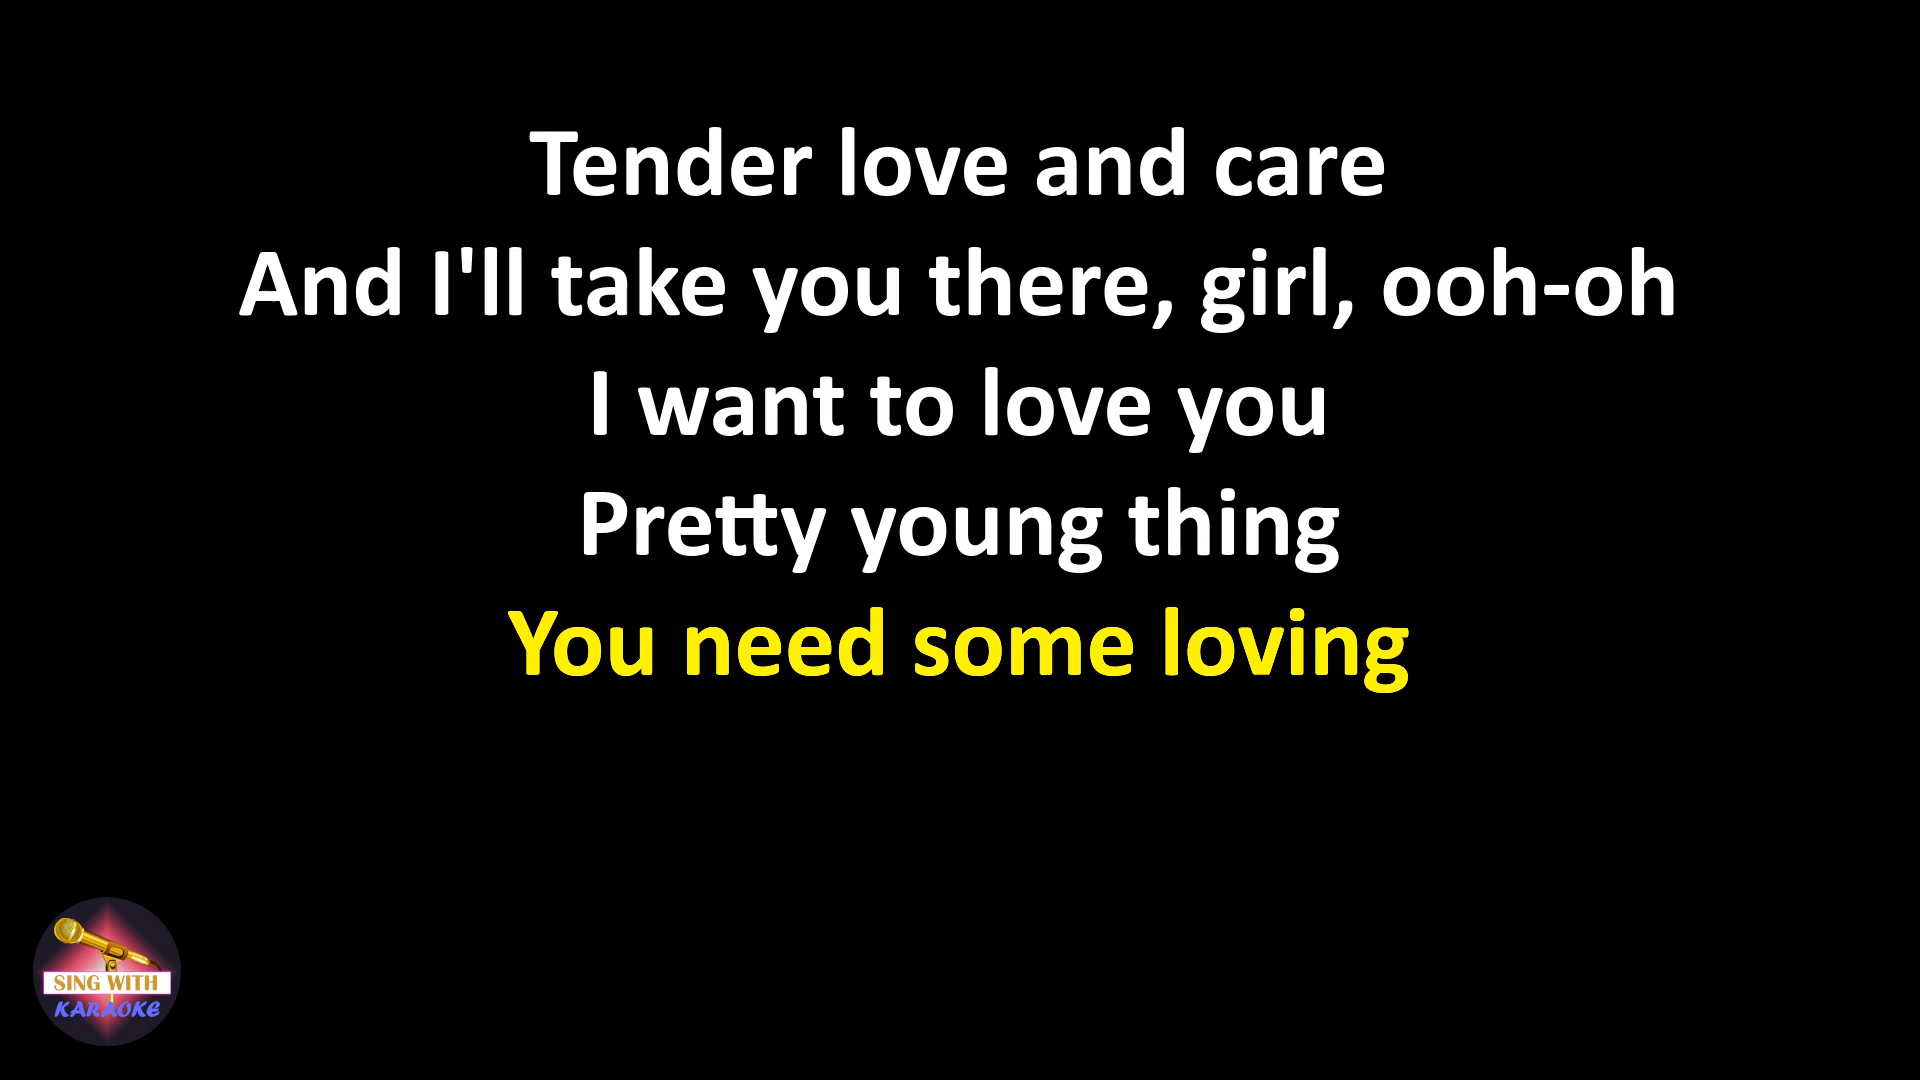 Tender love and care
And I'll take you there, girl, ooh-oh
I want to love you
Pretty young thing
You need some loving
SING WITH
KARAOKE